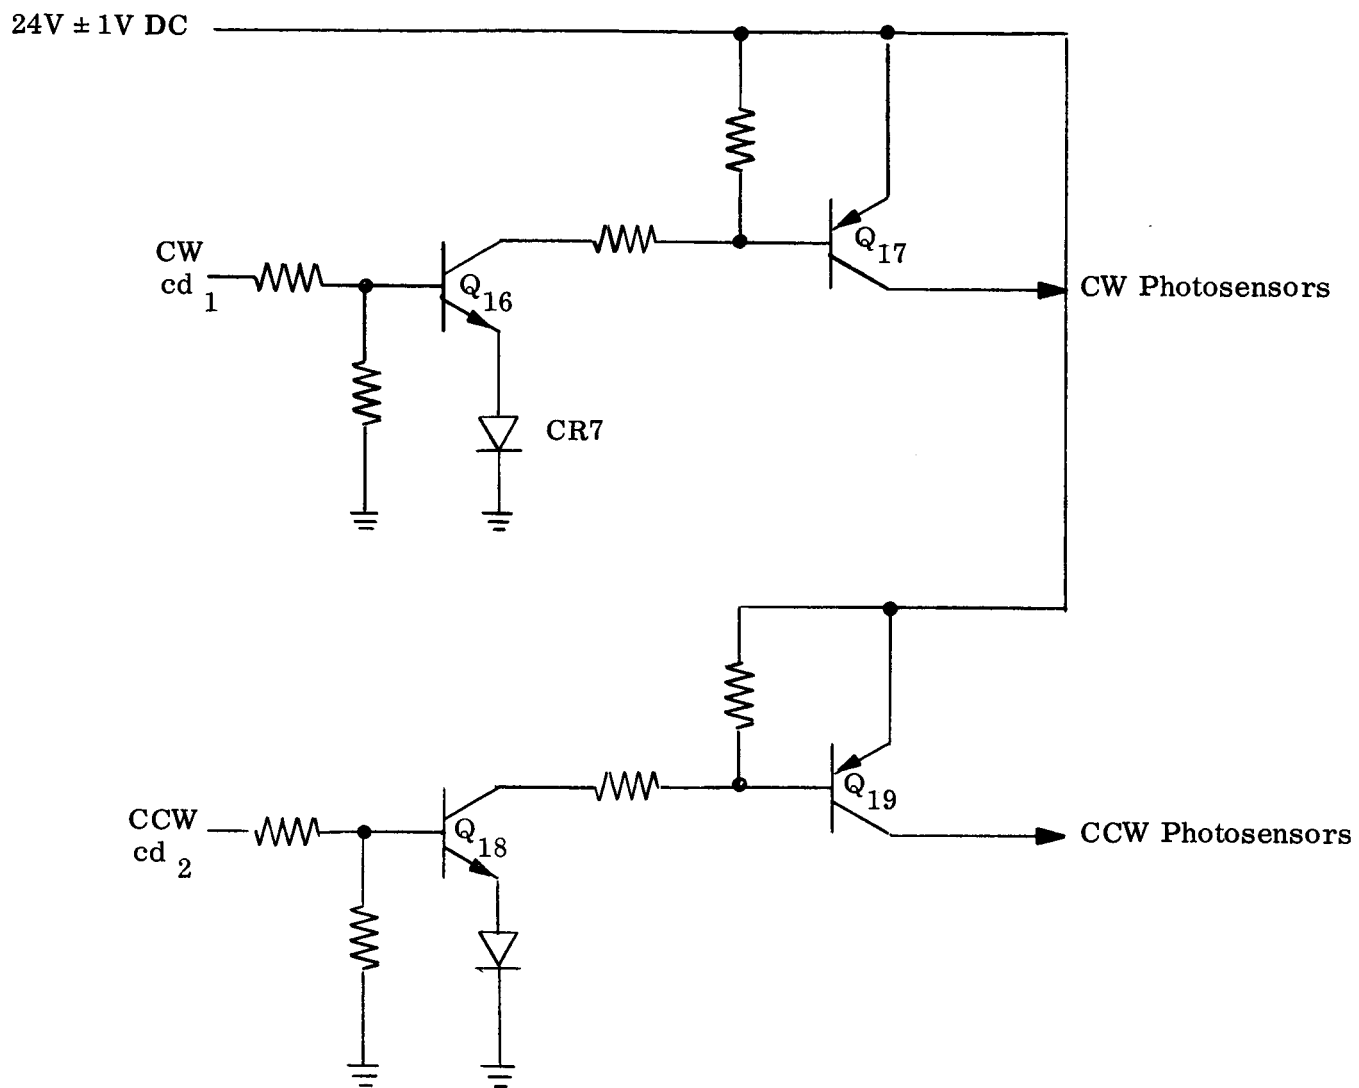 24V ± 1V DC
CW
cd 1
Q16
Q17
CW Photosensors
CR7
CCW
cd 2
Q18
Q19
CCW Photosensors